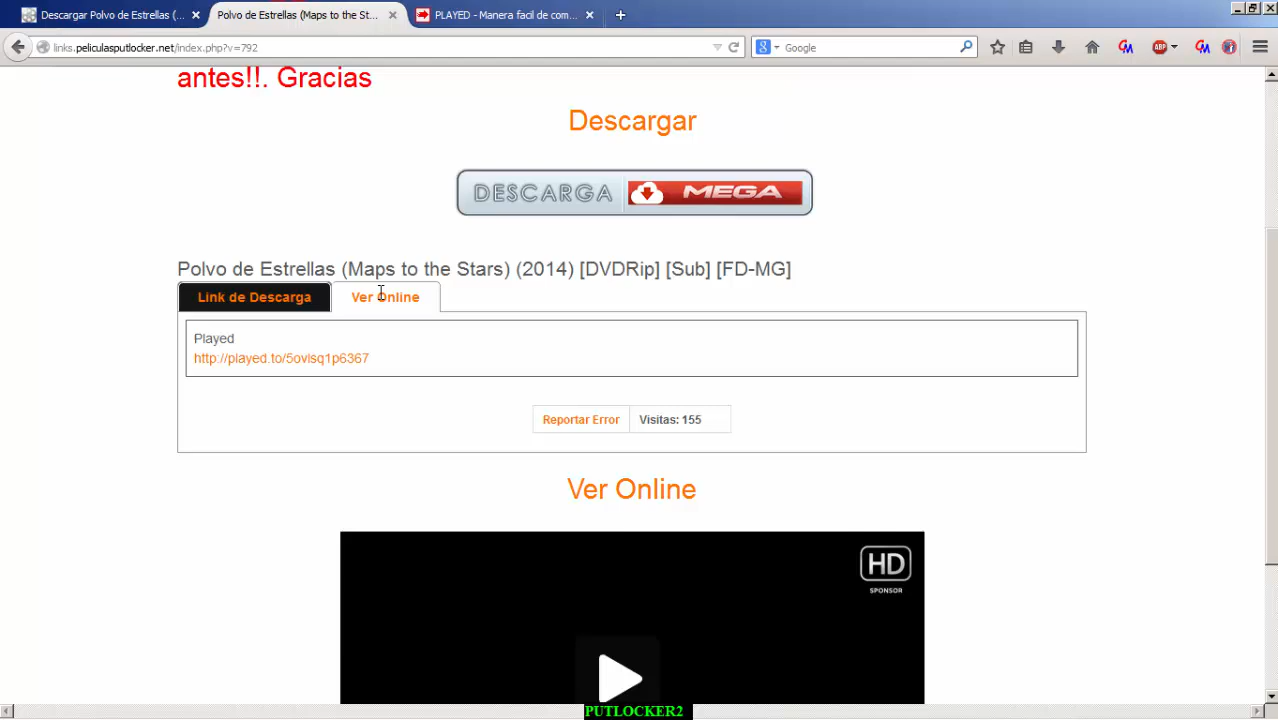 Descargar Polvo de Estrellas (...
Polvo de Estrellas (Maps to the St...
PLAYED - Manera facil de com...
links.peliculasputlocker.net/index.php?v=792
Google
antes!!. Gracias
Descargar
DESCARGA MEGA
Polvo de Estrellas (Maps to the Stars) (2014) [DVDRip] [Sub] [FD-MG]
Link de Descarga
Ver Online
Played
http://played.to/5ovlsq1p6367
Reportar Error
Visitas: 155
Ver Online
HD
SPONSOR
PUTLOCKER2